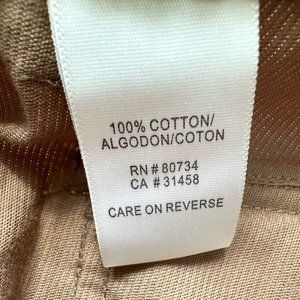 100% COTTON/
ALGODON/COTON
RN # 80734
CA # 31458
CARE ON REVERSE